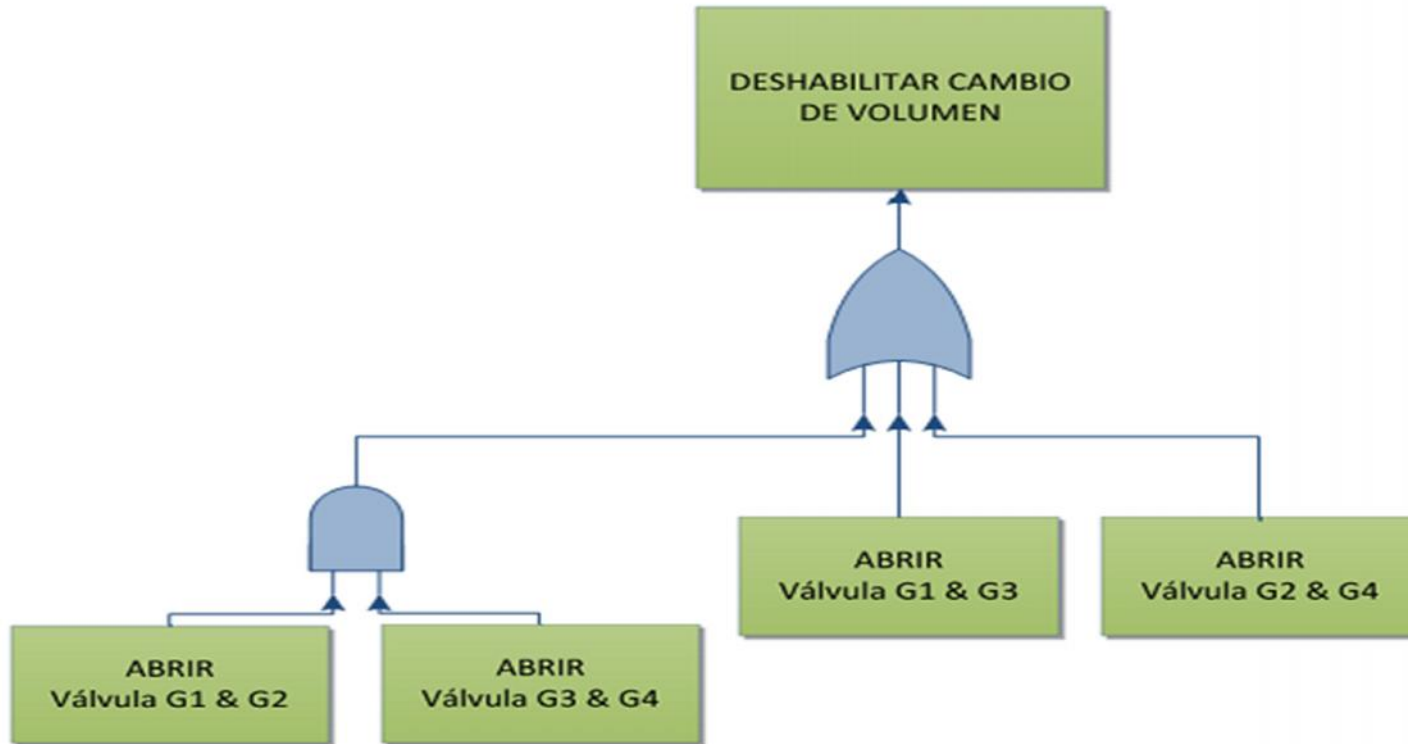 DESHABILITAR CAMBIO
DE VOLUMEN
ABRIR
Válvula G1 & G3
ABRIR
Válvula G2 & G4
ABRIR
Válvula G1 & G2
ABRIR
Válvula G3 & G4